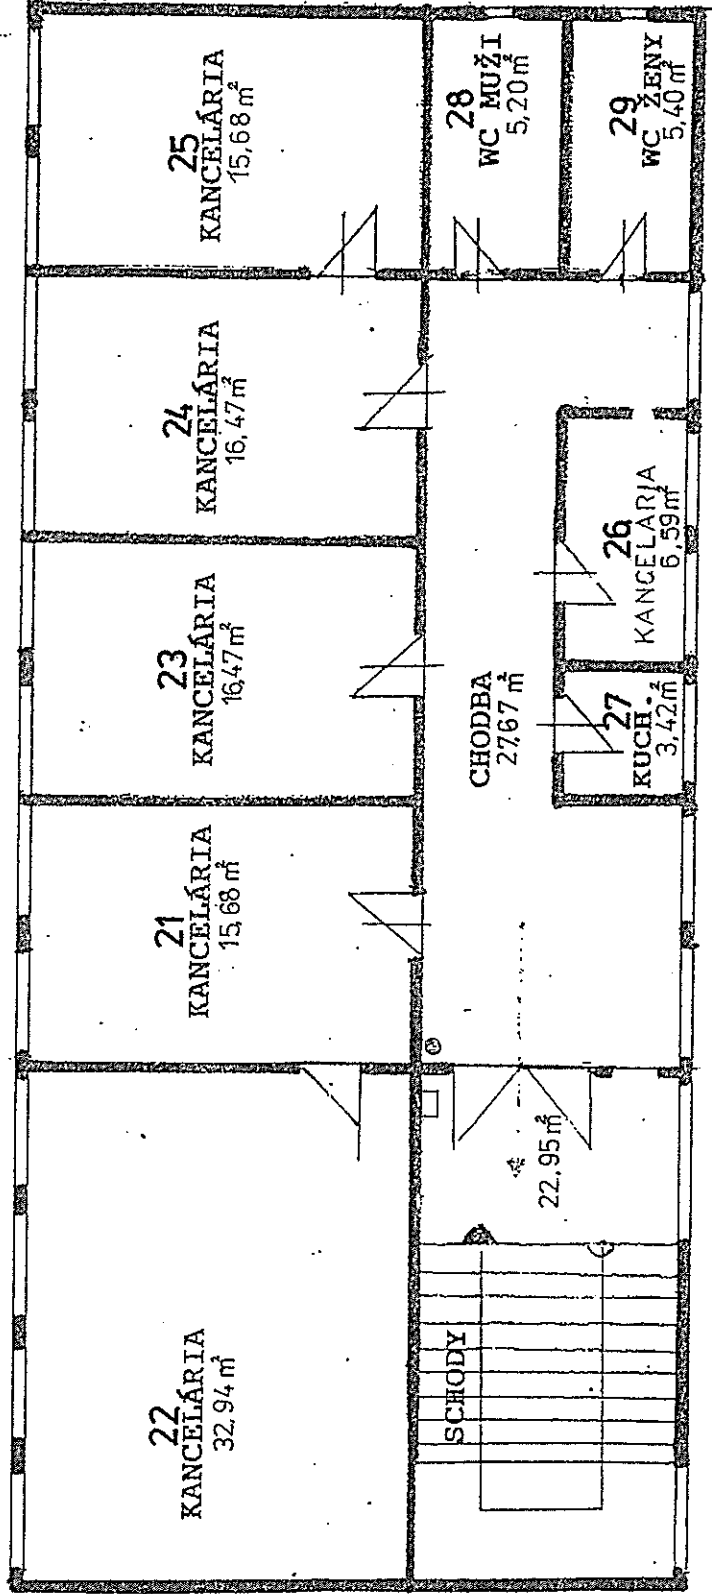 22
KANCELÁRIA
32,94 m²
21
KANCELÁRIA
15,68 m²
23
KANCELÁRIA
16,47 m²
24
KANCELÁRIA
16,47 m²
25
KANCELÁRIA
15,68 m²
SCHODY
22,95 m²
CHODBA
27,67 m²
28
WC MUŽI
5,20 m²
27
KUCH.
3,42 m²
26
KANCELÁRIA
6,59 m²
29
WC ŽENY
5,40 m²